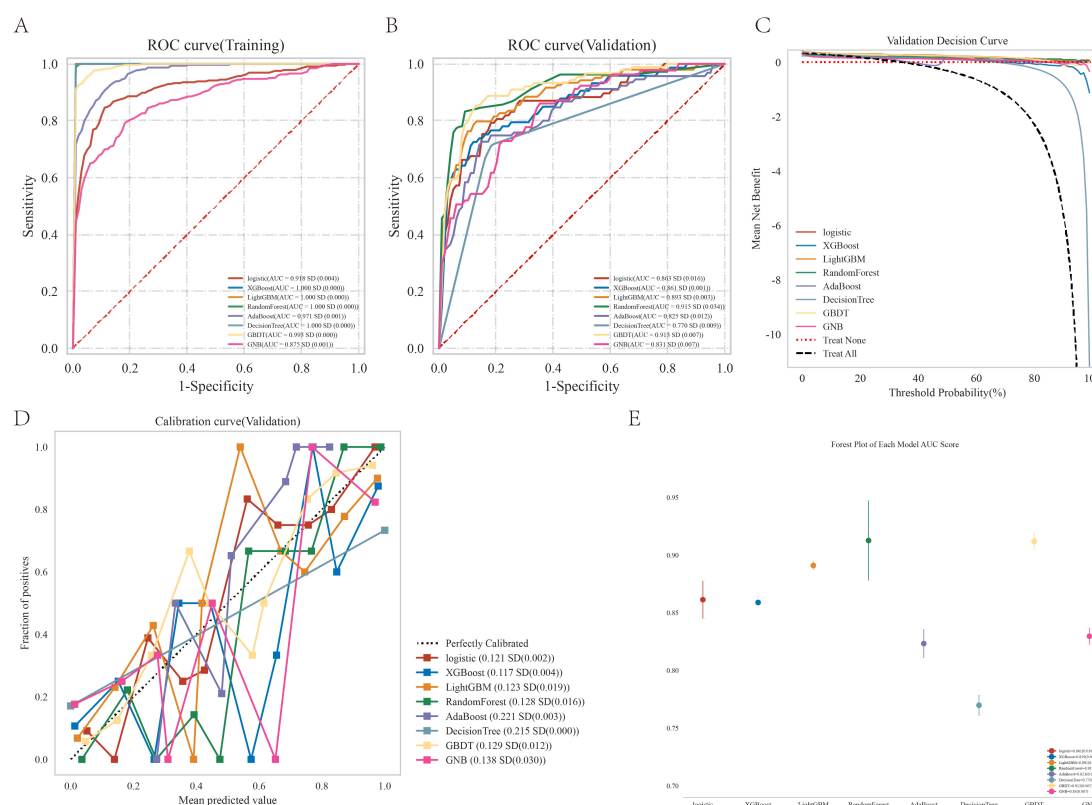 A
B
C
ROC curve(Training)
1.0
0.8
0.6
0.4
0.2
0.0
Sensitivity
logistic(AUC = 0.918 SD (0.004))
XGBoost(AUC = 1.000 SD (0.000))
LightGBM(AUC = 1.000 SD (0.000))
RandomForest(AUC = 1.000 SD (0.000))
AdaBoost(AUC = 0.971 SD (0.001))
DecisionTree(AUC = 1.000 SD (0.000))
GBDT(AUC = 0.993 SD (0.000))
GNB(AUC = 0.875 SD (0.001))
0.0 0.2 0.4 0.6 0.8 1.0
1-Specificity
ROC curve(Validation)
1.0
0.8
0.6
0.4
0.2
0.0
Sensitivity
logistic(AUC = 0.863 SD (0.016))
XGBoost(AUC = 0.861 SD (0.001))
LightGBM(AUC = 0.893 SD (0.003))
RandomForest(AUC = 0.915 SD (0.034))
AdaBoost(AUC = 0.825 SD (0.012))
DecisionTree(AUC = 0.770 SD (0.009))
GBDT(AUC = 0.913 SD (0.007))
GNB(AUC = 0.831 SD (0.007))
0.0 0.2 0.4 0.6 0.8 1.0
1-Specificity
Validation Decision Curve
0
-2
-4
-6
-8
-10
Mean Net Benefit
logistic
XGBoost
LightGBM
RandomForest
AdaBoost
DecisionTree
GBDT
GNB
Treat None
Treat All
0 20 40 60 80
Threshold Probability(%)
D
Calibration curve(Validation)
1.0
0.8
0.6
0.4
0.2
0.0
Fraction of positives
0.0 0.2 0.4 0.6 0.8 1.0
Mean predicted value
Perfectly Calibrated
logistic (0.121 SD(0.002))
XGBoost (0.117 SD(0.004))
LightGBM (0.123 SD(0.019))
RandomForest (0.128 SD(0.016))
AdaBoost (0.221 SD(0.003))
DecisionTree (0.215 SD(0.000))
GBDT (0.129 SD(0.012))
GNB (0.138 SD(0.030))
E
Forest Plot of Each Model AUC Score
0.95
0.90
0.85
0.80
0.75
0.70
logistic XGBoost LightGBM RandomForest AdaBoost DecisionTree GBDT